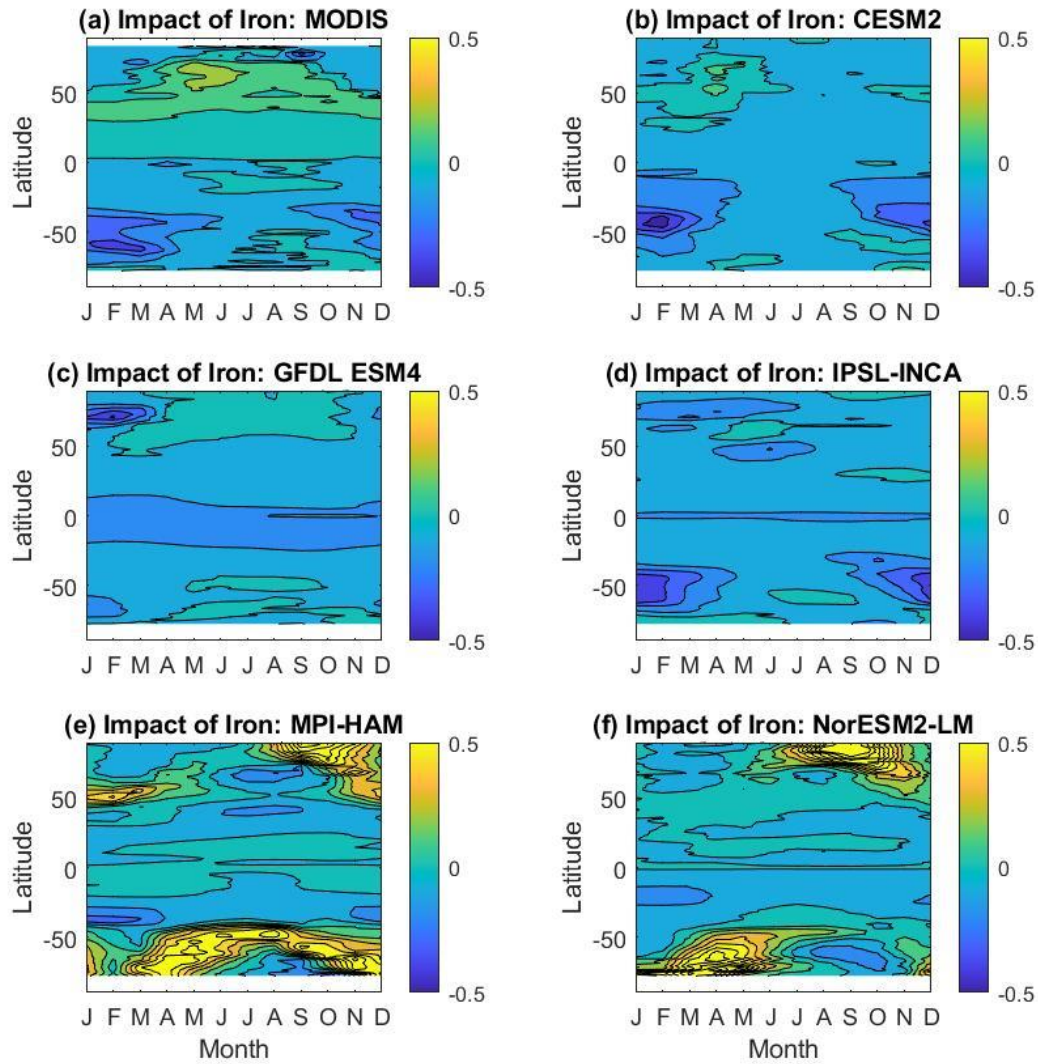 (a) Impact of Iron: MODIS
(b) Impact of Iron: CESM2
Latitude
50
0
-50
J F M A M J J A S O N D
0.5
0
-0.5
Latitude
50
0
-50
J F M A M J J A S O N D
0.5
0
-0.5
(c) Impact of Iron: GFDL ESM4
(d) Impact of Iron: IPSL-INCA
Latitude
50
0
-50
J F M A M J J A S O N D
0.5
0
-0.5
Latitude
50
0
-50
J F M A M J J A S O N D
0.5
0
-0.5
(e) Impact of Iron: MPI-HAM
(f) Impact of Iron: NorESM2-LM
Latitude
50
0
-50
J F M A M J J A S O N D
Month
0.5
0
-0.5
Latitude
50
0
-50
J F M A M J J A S O N D
Month
0.5
0
-0.5